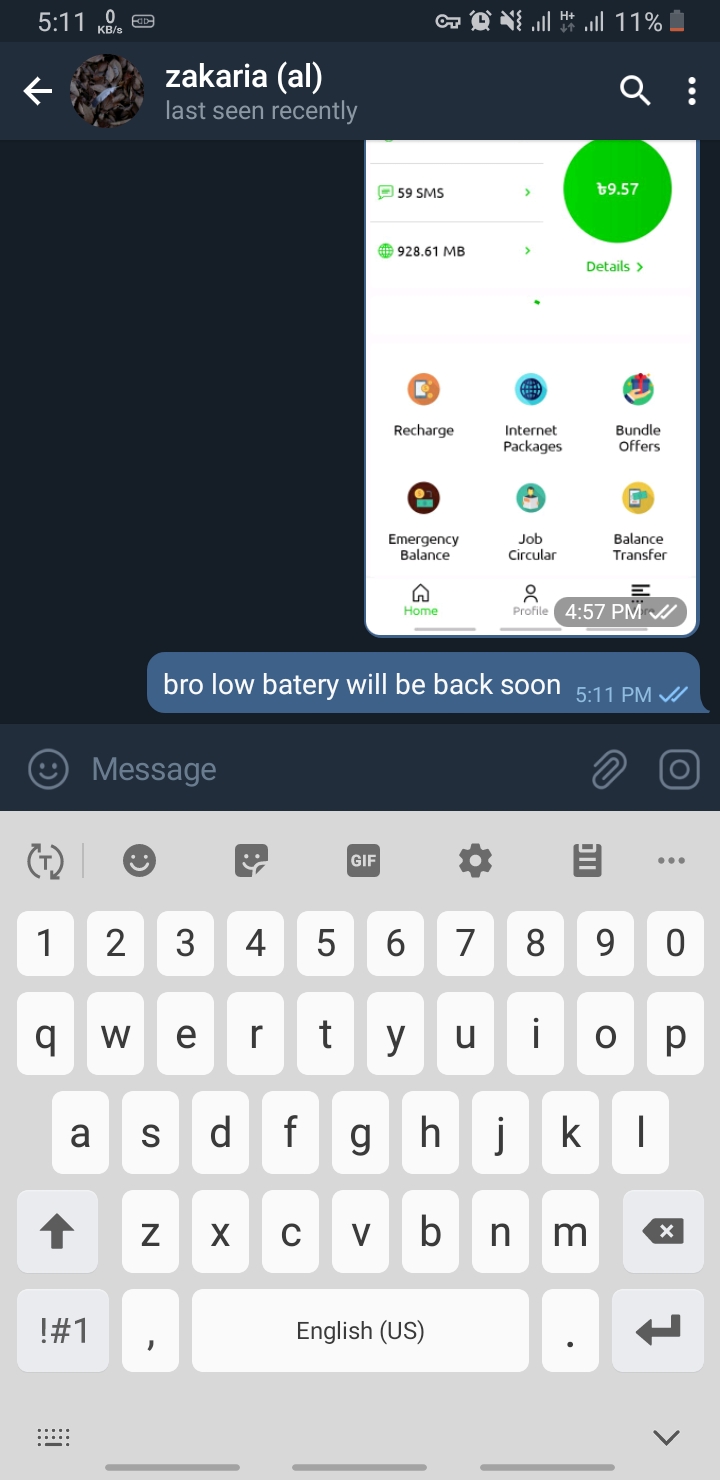 5:11 0 KB/s H+ 11%
zakaria (al)
last seen recently
59 SMS
৳9.57
928.61 MB
Details
Recharge
Internet Packages
Bundle Offers
Emergency Balance
Job Circular
Balance Transfer
Home
Profile
4:57 PM
bro low batery will be back soon 5:11 PM
Message
T GIF
1 2 3 4 5 6 7 8 9 0
q w e r t y u i o p
a s d f g h j k l
z x c v b n m
!#1 , English (US) .